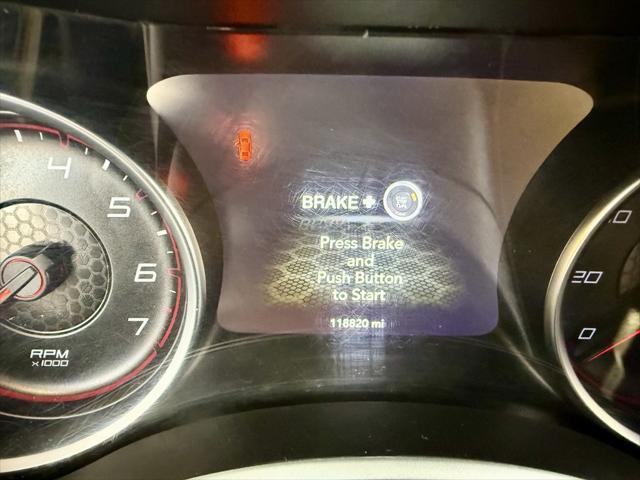 4
5
6
7
RPM
x1000
BRAKE +
Press Brake
and
Push Button
to Start
118820 mi
20
0